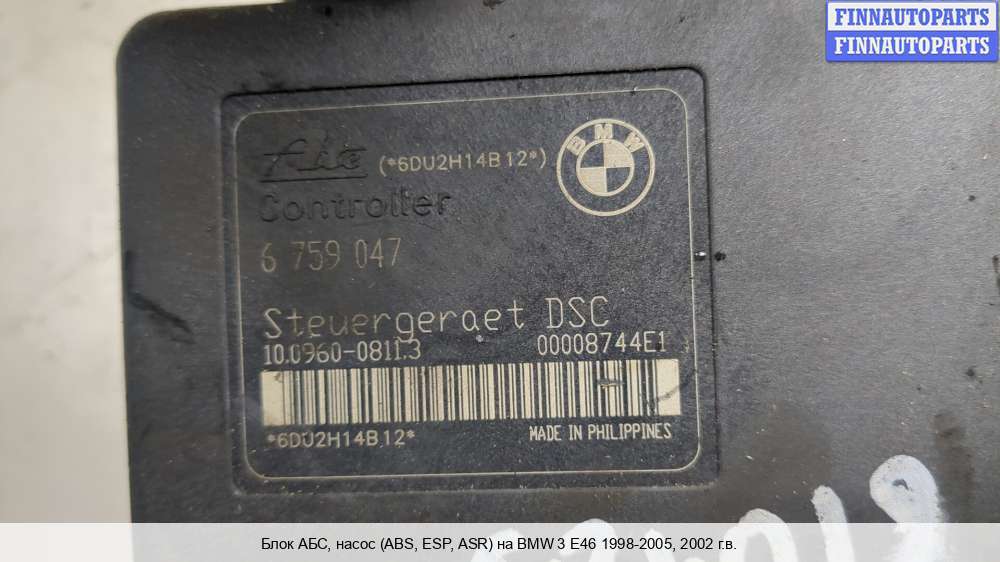 FINNAUTOPARTS
FINNAUTOPARTS
Ate (*6DU2H14B12*)
BMW
Controller
6 759 047
Steuergeraet DSC
10.0960-0811.3 00008744E1
*6DU2H14B12*
MADE IN PHILIPPINES
Блок АБС, насос (ABS, ESP, ASR) на BMW 3 E46 1998-2005, 2002 г.в.